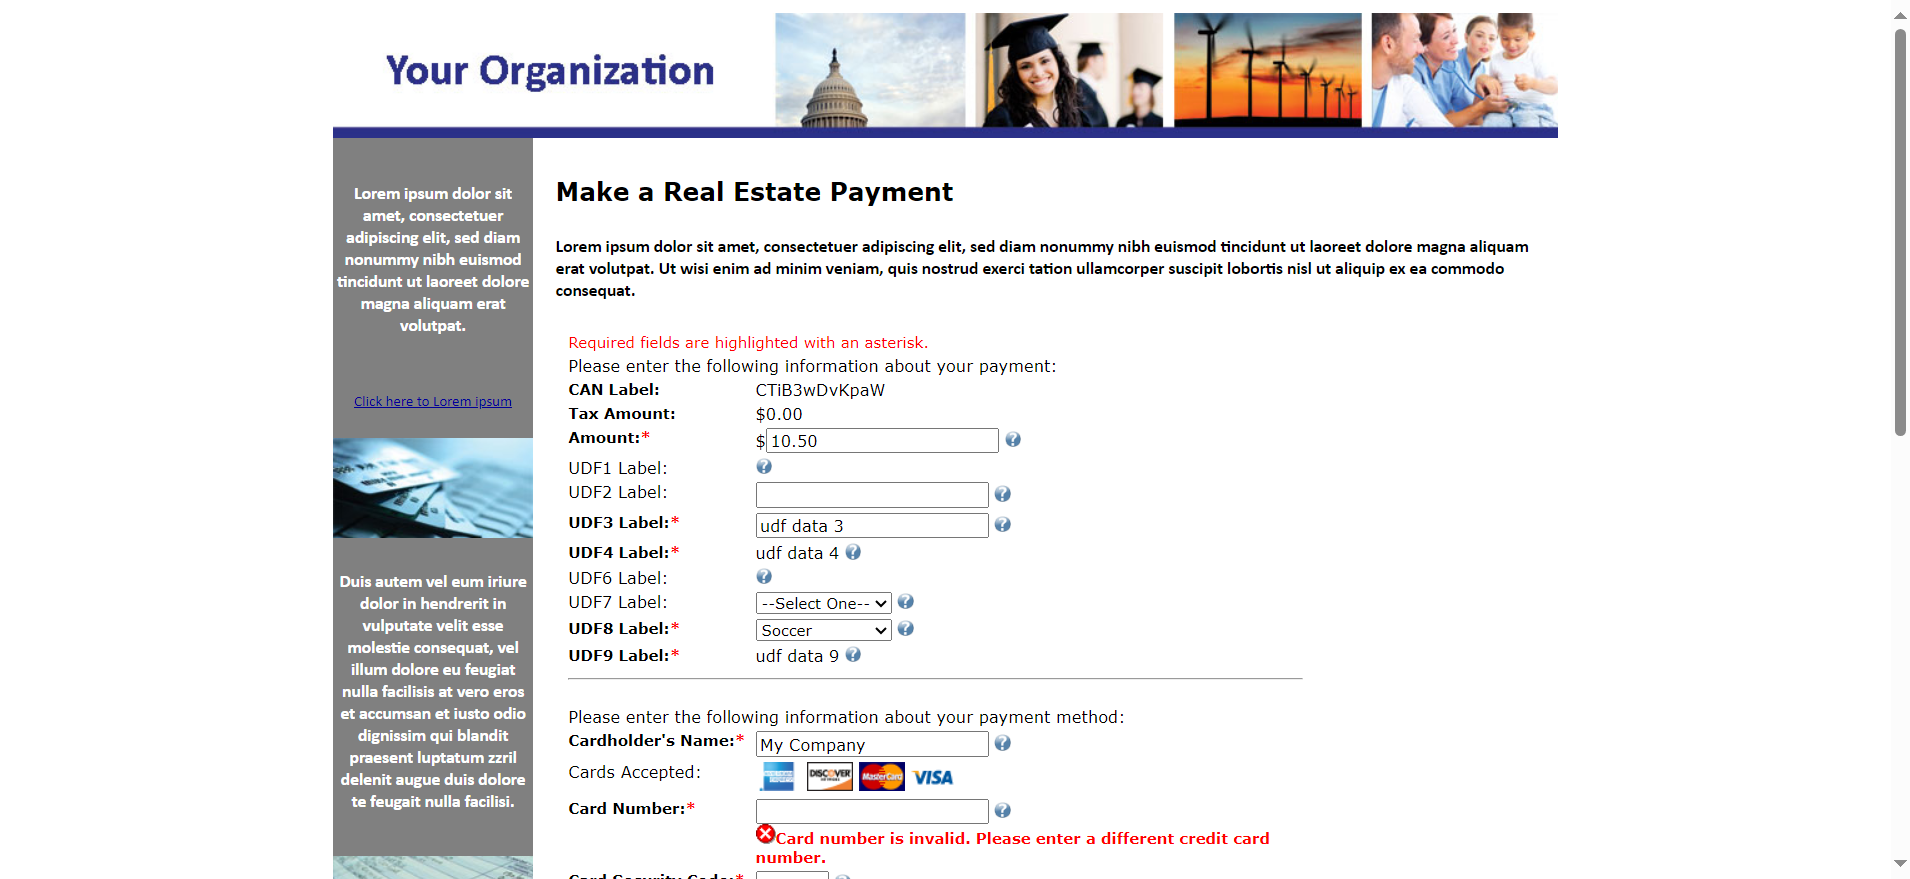 Your Organization
Lorem ipsum dolor sit
amet, consectetuer
adipiscing elit, sed diam
nonummy nibh euismod
tincidunt ut laoreet dolore
magna aliquam erat
volutpat.
Click here to Lorem ipsum
Duis autem vel eum iriure
dolor in hendrerit in
vulputate velit esse
molestie consequat, vel
illum dolore eu feugiat
nulla facilisis at vero eros
et accumsan et iusto odio
dignissim qui blandit
praesent luptatum zzril
delenit augue duis dolore
te feugait nulla facilisi.
Make a Real Estate Payment
Lorem ipsum dolor sit amet, consectetuer adipiscing elit, sed diam nonummy nibh euismod tincidunt ut laoreet dolore magna aliquam
erat volutpat. Ut wisi enim ad minim veniam, quis nostrud exerci tation ullamcorper suscipit lobortis nisl ut aliquip ex ea commodo
consequat.
Required fields are highlighted with an asterisk.
Please enter the following information about your payment:
CAN Label: CTiB3wDvKpaW
Tax Amount: $0.00
Amount:* $ 10.50 ?
UDF1 Label: ?
UDF2 Label: ?
UDF3 Label:* udf data 3 ?
UDF4 Label:* udf data 4 ?
UDF6 Label: ?
UDF7 Label: --Select One-- ?
UDF8 Label:* Soccer ?
UDF9 Label:* udf data 9 ?
Please enter the following information about your payment method:
Cardholder's Name:* My Company ?
Cards Accepted: DISCOVER MasterCard VISA
Card Number:* ?
Card number is invalid. Please enter a different credit card
number.
Card Security Code:*